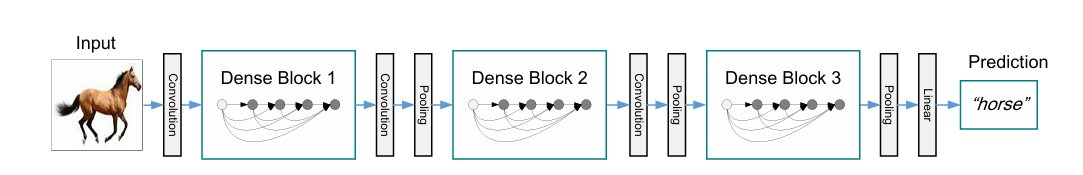 Input
Convolution
Dense Block 1
Convolution
Pooling
Dense Block 2
Convolution
Pooling
Dense Block 3
Pooling
Linear
Prediction
“horse”